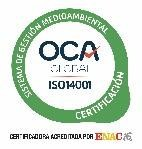 SISTEMA DE GESTIÓN MEDIOAMBIENTAL
OCA
GLOBAL
ISO14001
CERTIFICACIÓN
CERTIFICADORA ACREDITADA POR ENAC